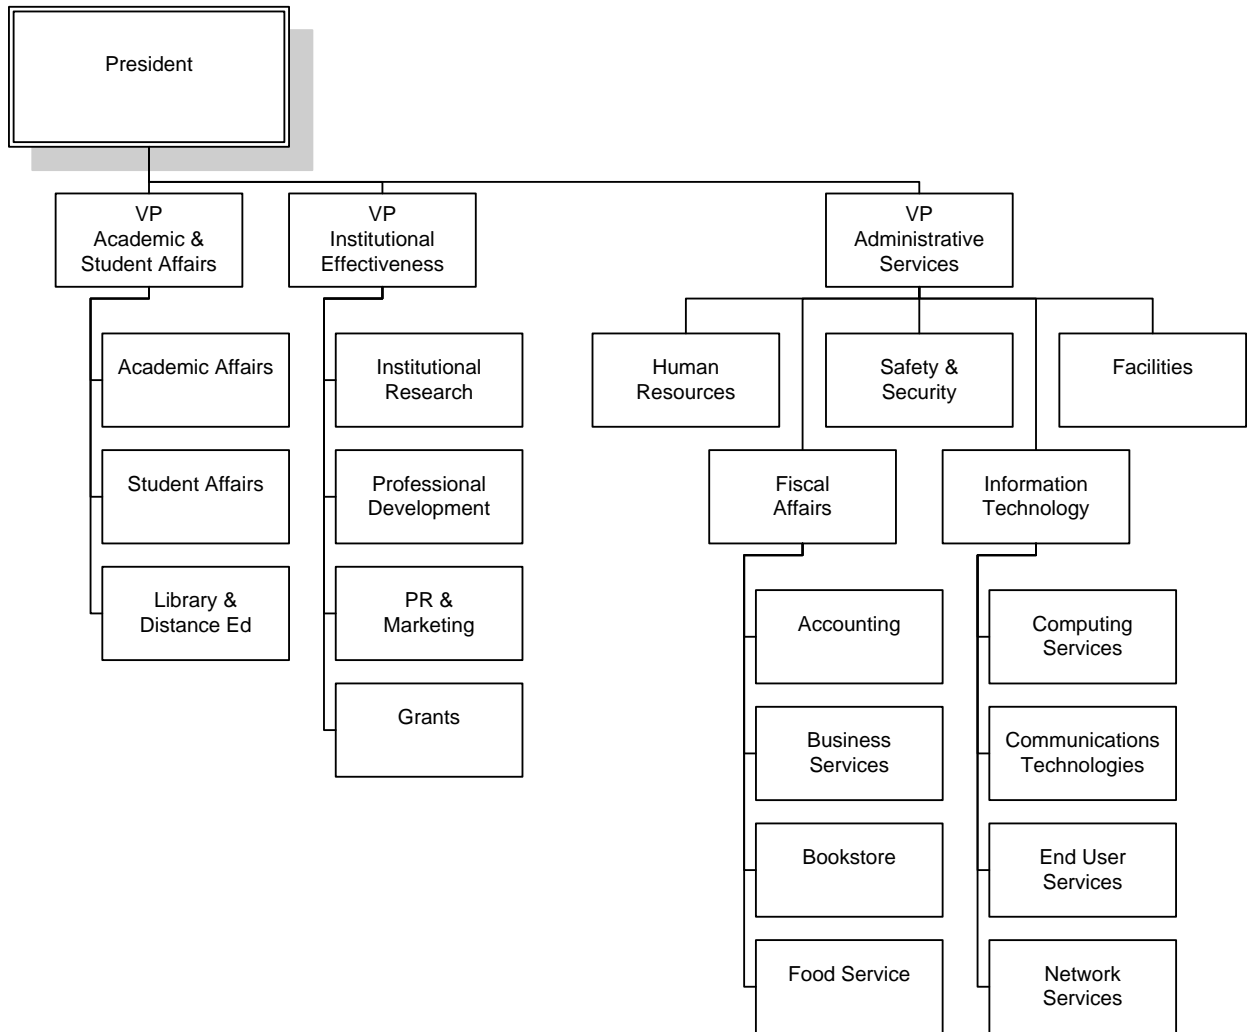 President
VP
Academic &
Student Affairs
VP
Institutional
Effectiveness
VP
Administrative
Services
Academic Affairs
Student Affairs
Library &
Distance Ed
Institutional
Research
Professional
Development
PR &
Marketing
Grants
Human
Resources
Safety &
Security
Facilities
Fiscal
Affairs
Information
Technology
Accounting
Business
Services
Bookstore
Food Service
Computing
Services
Communications
Technologies
End User
Services
Network
Services